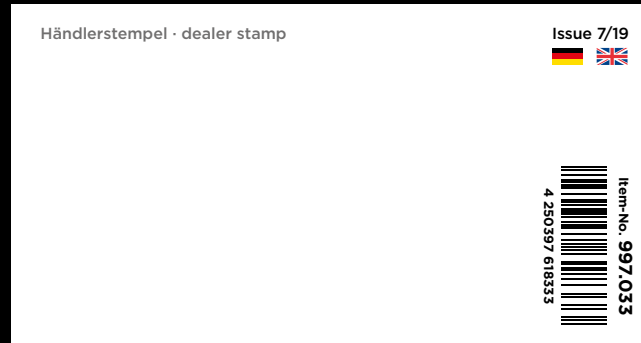 Händlerstempel · dealer stamp
Issue 7/19
Item-No. 997.033
4 250397 618333